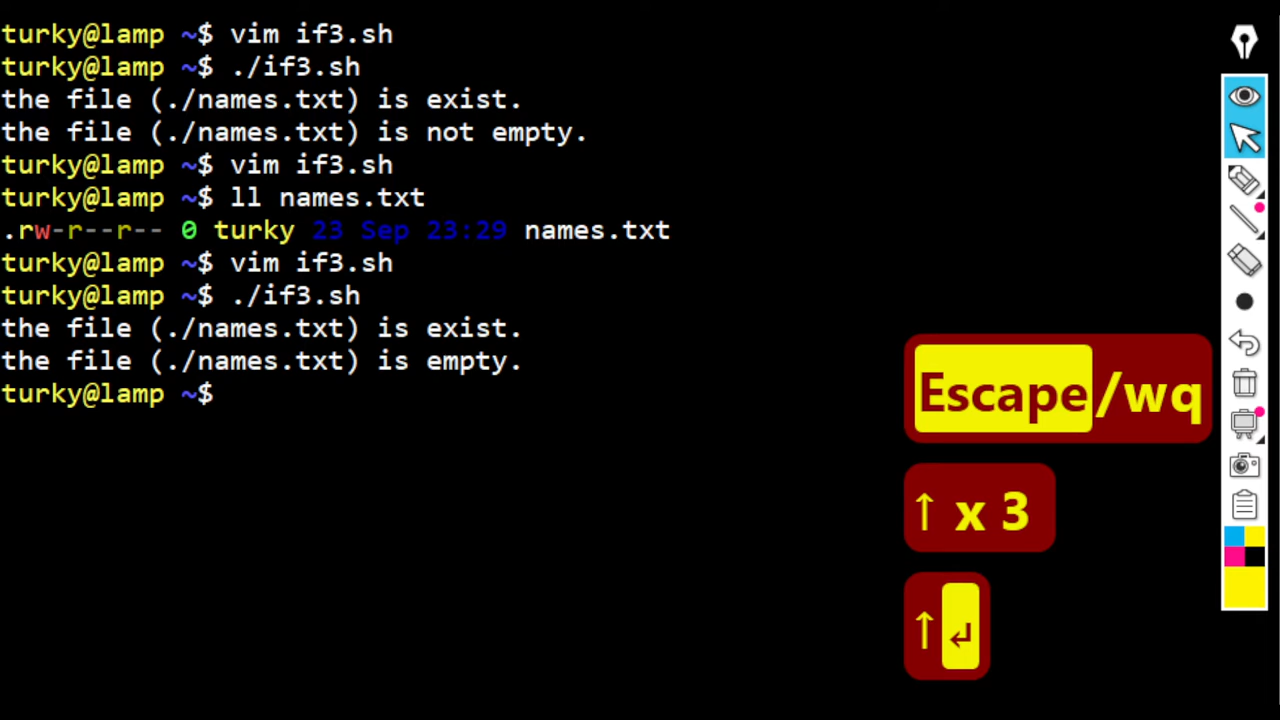 turky@lamp ~$ vim if3.sh
turky@lamp ~$ ./if3.sh
the file (./names.txt) is exist.
the file (./names.txt) is not empty.
turky@lamp ~$ vim if3.sh
turky@lamp ~$ ll names.txt
.rw-r--r-- 0 turky 23 Sep 23:29 names.txt
turky@lamp ~$ vim if3.sh
turky@lamp ~$ ./if3.sh
the file (./names.txt) is exist.
the file (./names.txt) is empty.
turky@lamp ~$
Escape/wq
↑ x 3
↑ ↵